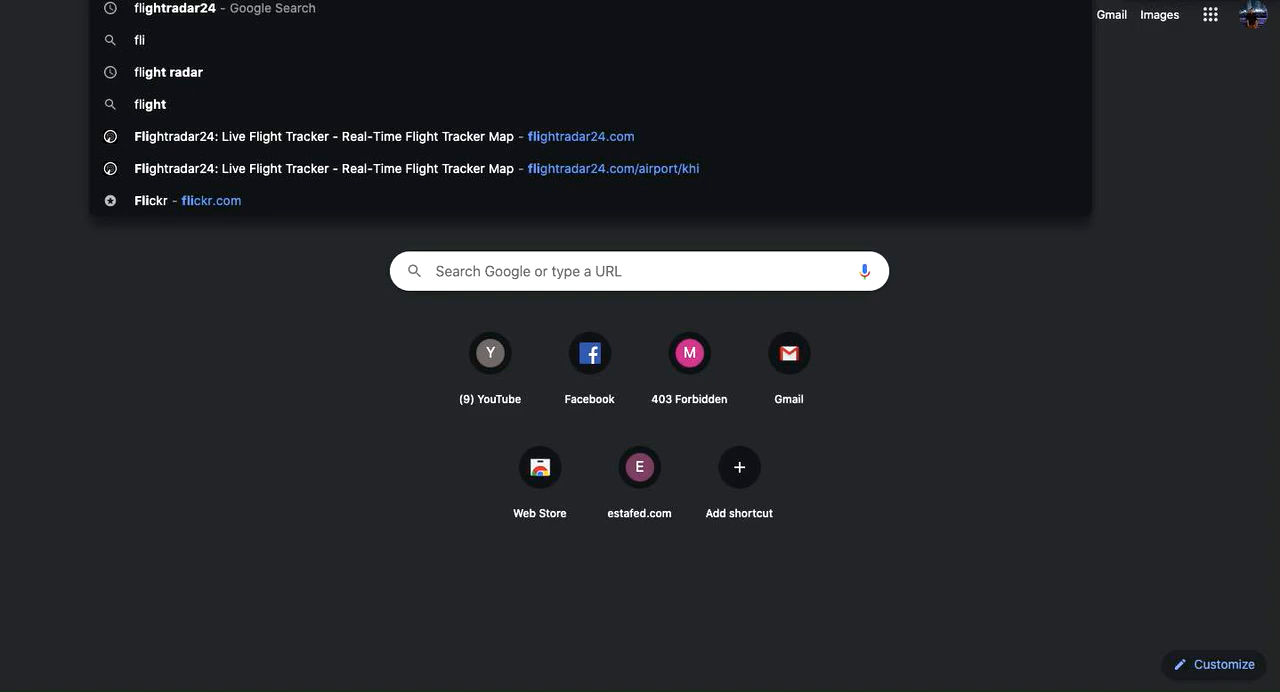 flightradar24 - Google Search
Gmail Images
fli
flight radar
flight
Flightradar24: Live Flight Tracker - Real-Time Flight Tracker Map - flightradar24.com
Flightradar24: Live Flight Tracker - Real-Time Flight Tracker Map - flightradar24.com/airport/khi
Flickr - flickr.com
Search Google or type a URL
Y M
(9) YouTube Facebook 403 Forbidden Gmail
E
Web Store estafed.com Add shortcut
Customize